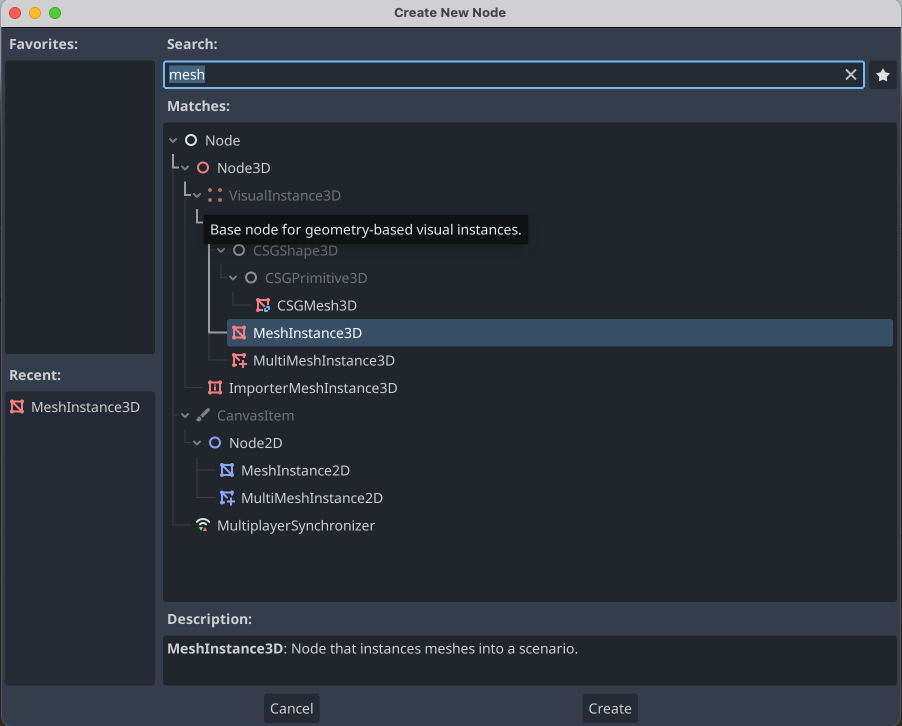 Create New Node
Favorites:
Search:
mesh
Matches:
Node
Node3D
VisualInstance3D
Base node for geometry-based visual instances.
CSGShape3D
CSGPrimitive3D
CSGMesh3D
MeshInstance3D
MultiMeshInstance3D
ImporterMeshInstance3D
CanvasItem
Node2D
MeshInstance2D
MultiMeshInstance2D
MultiplayerSynchronizer
Recent:
MeshInstance3D
Description:
MeshInstance3D: Node that instances meshes into a scenario.
Cancel
Create